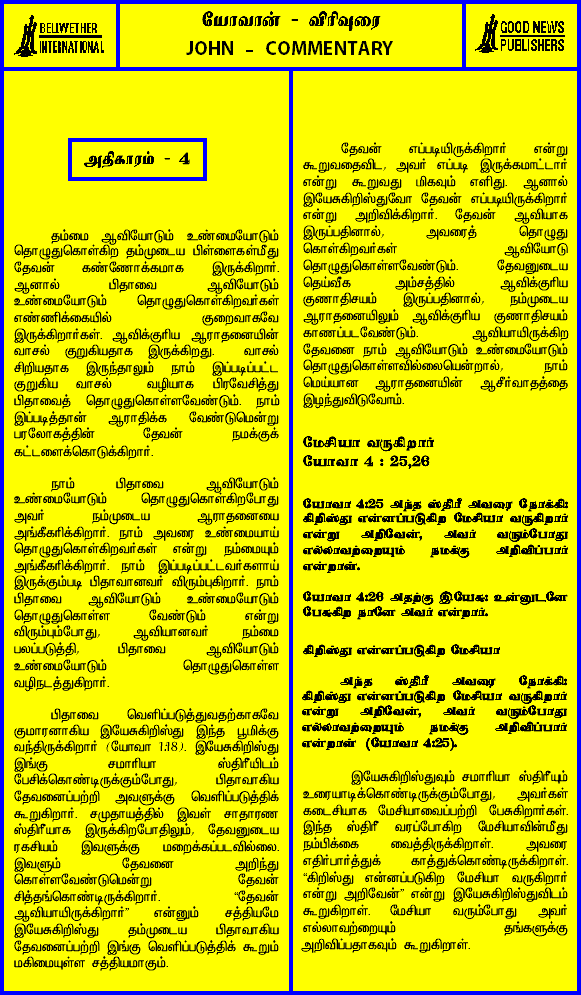 BELWETHER
INTERNATIONAL
யோவான் - விரிவுரை
JOHN - COMMENTARY
GOOD NEWS
PUBLISHERS
அதிகாரம் - 4
தம்மை ஆவியோடும் உண்மையோடும்
தொழுதுகொள்கிற தம்முடைய பிள்ளைகள்மீது
தேவன் கண்ணோக்கமாக இருக்கிறார்.
ஆனால் பிதாவை ஆவியோடும்
உண்மையோடும் தொழுதுகொள்கிறவர்கள்
எண்ணிக்கையில் குறைவாகவே
இருக்கிறார்கள். ஆவிக்குரிய ஆராதனையின்
வாசல் குறுகியதாக இருக்கிறது. வாசல்
சிறியதாக இருந்தாலும் நாம் இப்படிப்பட்ட
குறுகிய வாசல் வழியாக பிரவேசித்து
பிதாவைத் தொழுதுகொள்ளவேண்டும். நாம்
இப்படித்தான் ஆராதிக்க வேண்டுமென்று
பரலோகத்தின் தேவன் நமக்குக்
கட்டளைக்கொடுக்கிறார்.
நாம் பிதாவை ஆவியோடும்
உண்மையோடும் தொழுதுகொள்கிறபோது
அவர் நம்முடைய ஆராதனையை
அங்கீகரிக்கிறார். நாம் அவரை உண்மையாய்
தொழுதுகொள்கிறவர்கள் என்று நம்மையும்
அங்கீகரிக்கிறார். நாம் இப்படிப்பட்டவர்களாய்
இருக்கும்படி பிதாவானவர் விரும்புகிறார். நாம்
பிதாவை ஆவியோடும் உண்மையோடும்
தொழுதுகொள்ள வேண்டும் என்று
விரும்பும்போது, ஆவியானவர் நம்மை
பலப்படுத்தி, பிதாவை ஆவியோடும்
உண்மையோடும் தொழுதுகொள்ள
வழிநடத்துகிறார்.
பிதாவை வெளிப்படுத்துவதற்காகவே
குமாரனாகிய இயேசுகிறிஸ்து இந்த பூமிக்கு
வந்திருக்கிறார் (யோவா 1:18). இயேசுகிறிஸ்து
இங்கு சமாரியா ஸ்திரீயிடம்
பேசிக்கொண்டிருக்கும்போது, பிதாவாகிய
தேவனைப்பற்றி அவளுக்கு வெளிப்படுத்திக்
கூறுகிறார். சமுதாயத்தில் இவள் சாதாரண
ஸ்திரீயாக இருக்கிறபோதிலும், தேவனுடைய
ரகசியம் இவளுக்கு மறைக்கப்படவில்லை.
இவளும் தேவனை அறிந்து
கொள்ளவேண்டுமென்று தேவன்
சித்தங்கொண்டிருக்கிறார். "தேவன்
ஆவியாயிருக்கிறார்" என்னும் சத்தியமே
இயேசுகிறிஸ்து தம்முடைய பிதாவாகிய
தேவனைப்பற்றி இங்கு வெளிப்படுத்திக் கூறும்
மகிமையுள்ள சத்தியமாகும்.
தேவன் எப்படியிருக்கிறார் என்று
கூறுவதைவிட, அவர் எப்படி இருக்கமாட்டார்
என்று கூறுவது மிகவும் எளிது. ஆனால்
இயேசுகிறிஸ்துவோ தேவன் எப்படியிருக்கிறார்
என்று அறிவிக்கிறார். தேவன் ஆவியாக
இருப்பதினால், அவரைத் தொழுது
கொள்கிறவர்கள் ஆவியோடு
தொழுதுகொள்ளவேண்டும். தேவனுடைய
தெய்வீக அம்சத்தில் ஆவிக்குரிய
குணாதிசயம் இருப்பதினால், நம்முடைய
ஆராதனையிலும் ஆவிக்குரிய குணாதிசயம்
காணப்படவேண்டும். ஆவியாயிருக்கிற
தேவனை நாம் ஆவியோடும் உண்மையோடும்
தொழுதுகொள்ளவில்லையென்றால், நாம்
மெய்யான ஆராதனையின் ஆசீர்வாதத்தை
இழந்துவிடுவோம்.
மேசியா வருகிறார்
யோவா 4 : 25,26
யோவா 4:25 அந்த ஸ்திரீ அவரை நோக்கி:
கிறிஸ்து என்னப்படுகிற மேசியா வருகிறார்
என்று அறிவேன், அவர் வரும்போது
எல்லாவற்றையும் நமக்கு அறிவிப்பார்
என்றாள்.
யோவா 4:26 அதற்கு இயேசு: உன்னுடனே
பேசுகிற நானே அவர் என்றார்.
கிறிஸ்து என்னப்படுகிற மேசியா
அந்த ஸ்திரீ அவரை நோக்கி:
கிறிஸ்து என்னப்படுகிற மேசியா வருகிறார்
என்று அறிவேன், அவர் வரும்போது
எல்லாவற்றையும் நமக்கு அறிவிப்பார்
என்றாள் (யோவா 4:25).
இயேசுகிறிஸ்துவும் சமாரியா ஸ்திரீயும்
உரையாடிக்கொண்டிருக்கும்போது, அவர்கள்
கடைசியாக மேசியாவைப்பற்றி பேசுகிறார்கள்.
இந்த ஸ்திரீ வரப்போகிற மேசியாவின்மீது
நம்பிக்கை வைத்திருக்கிறாள். அவரை
எதிர்பார்த்துக் காத்துக்கொண்டிருக்கிறாள்.
"கிறிஸ்து என்னப்படுகிற மேசியா வருகிறார்
என்று அறிவேன்" என்று இயேசுகிறிஸ்துவிடம்
கூறுகிறாள். மேசியா வரும்போது அவர்
எல்லாவற்றையும் தங்களுக்கு
அறிவிப்பதாகவும் கூறுகிறாள்.